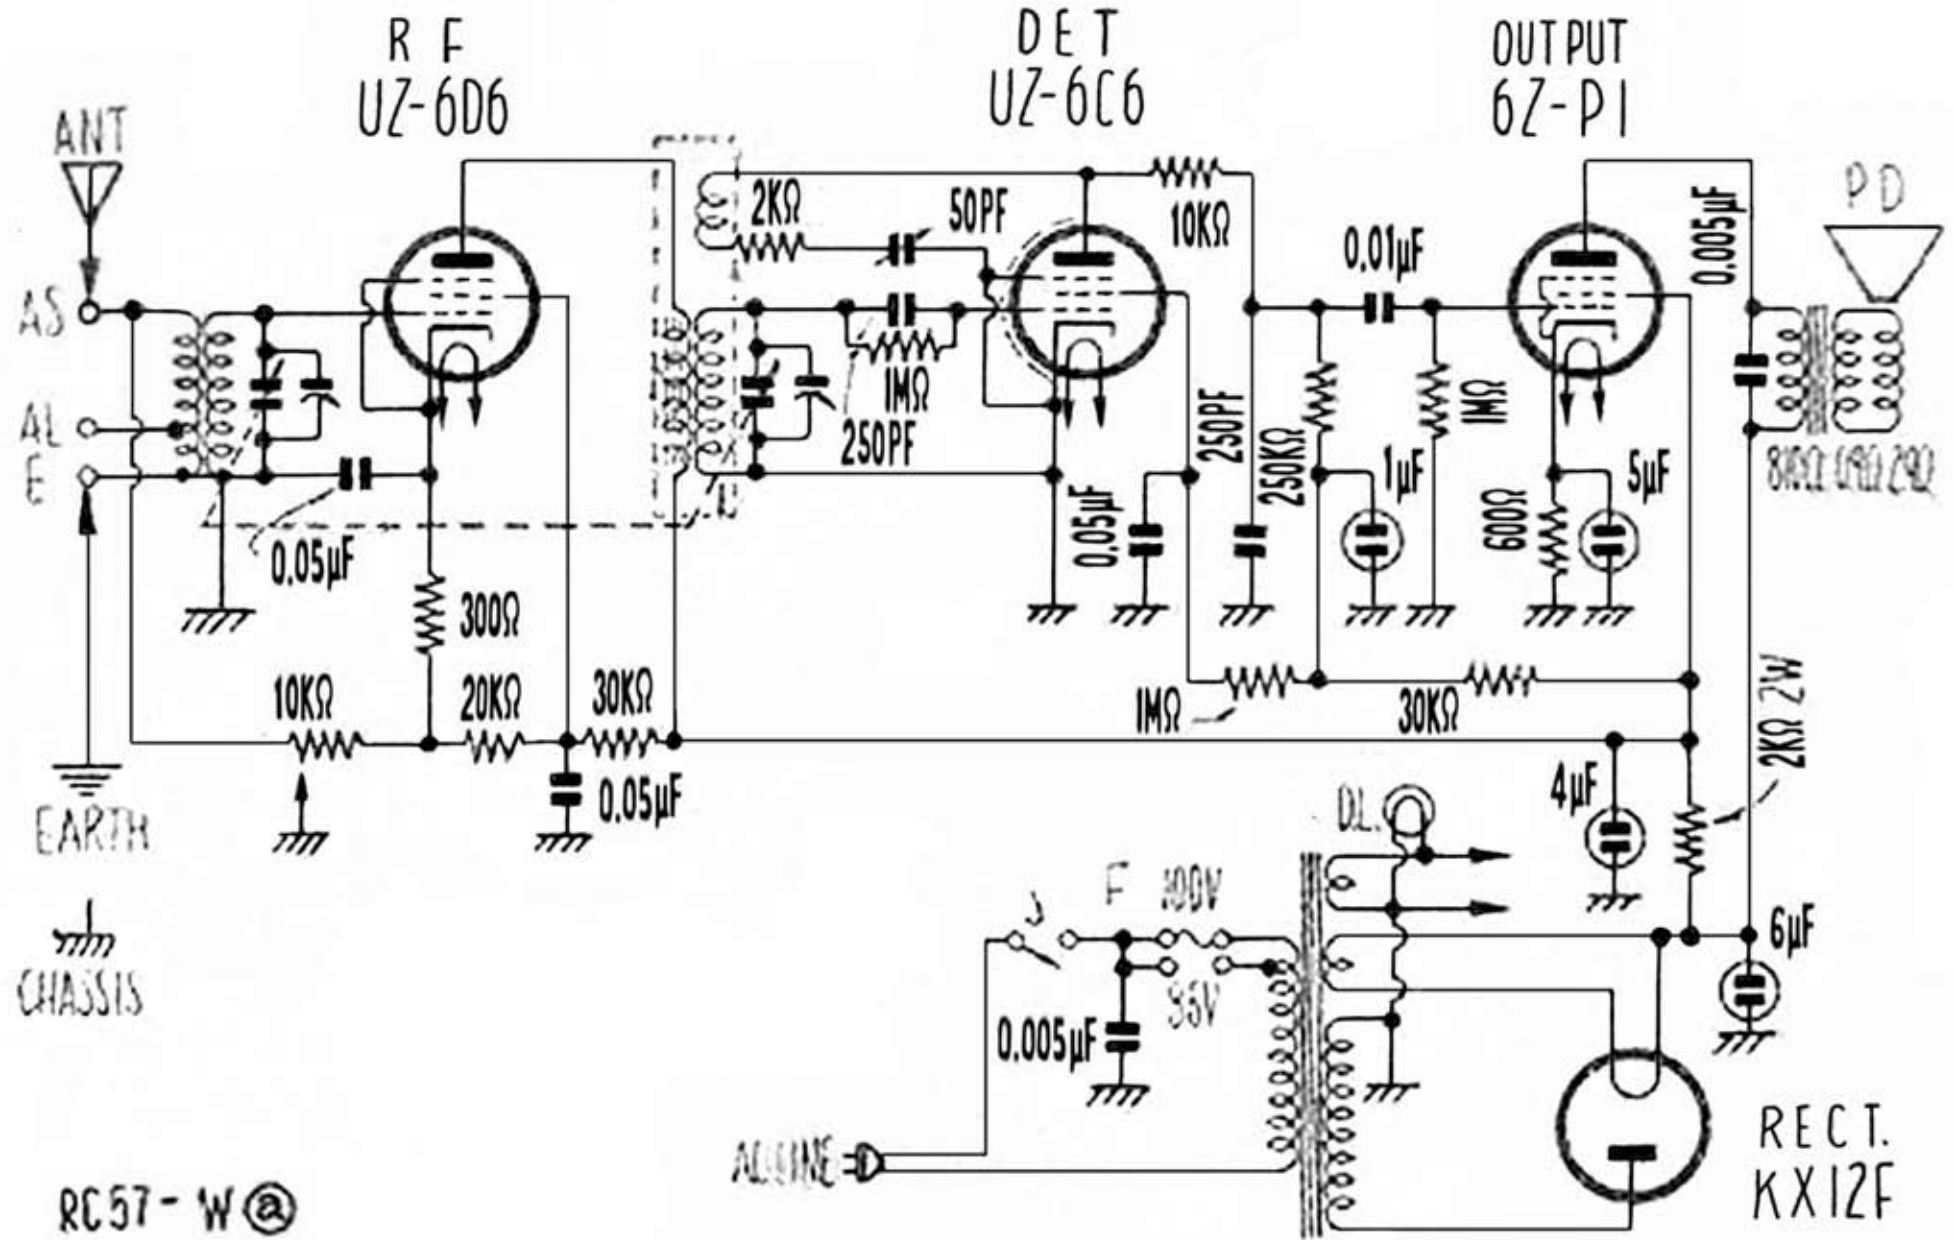 RF
UZ-6D6
DET
UZ-6C6
OUTPUT
6Z-P1
ANT
PD
AS
AL
E
2KΩ
50PF
10KΩ
0.01µF
0.005µF
1MΩ
250PF
0.05µF
250PF
250KΩ
1µF
1MΩ
600Ω
5µF
0.05µF
300Ω
10KΩ
20KΩ
30KΩ
0.05µF
1MΩ
30KΩ
2KΩ 2W
4µF
6µF
D.L.
EARTH
CHASSIS
F
100V
85V
0.005µF
AC LINE
RECT.
KX12F
RC57-W ⓐ